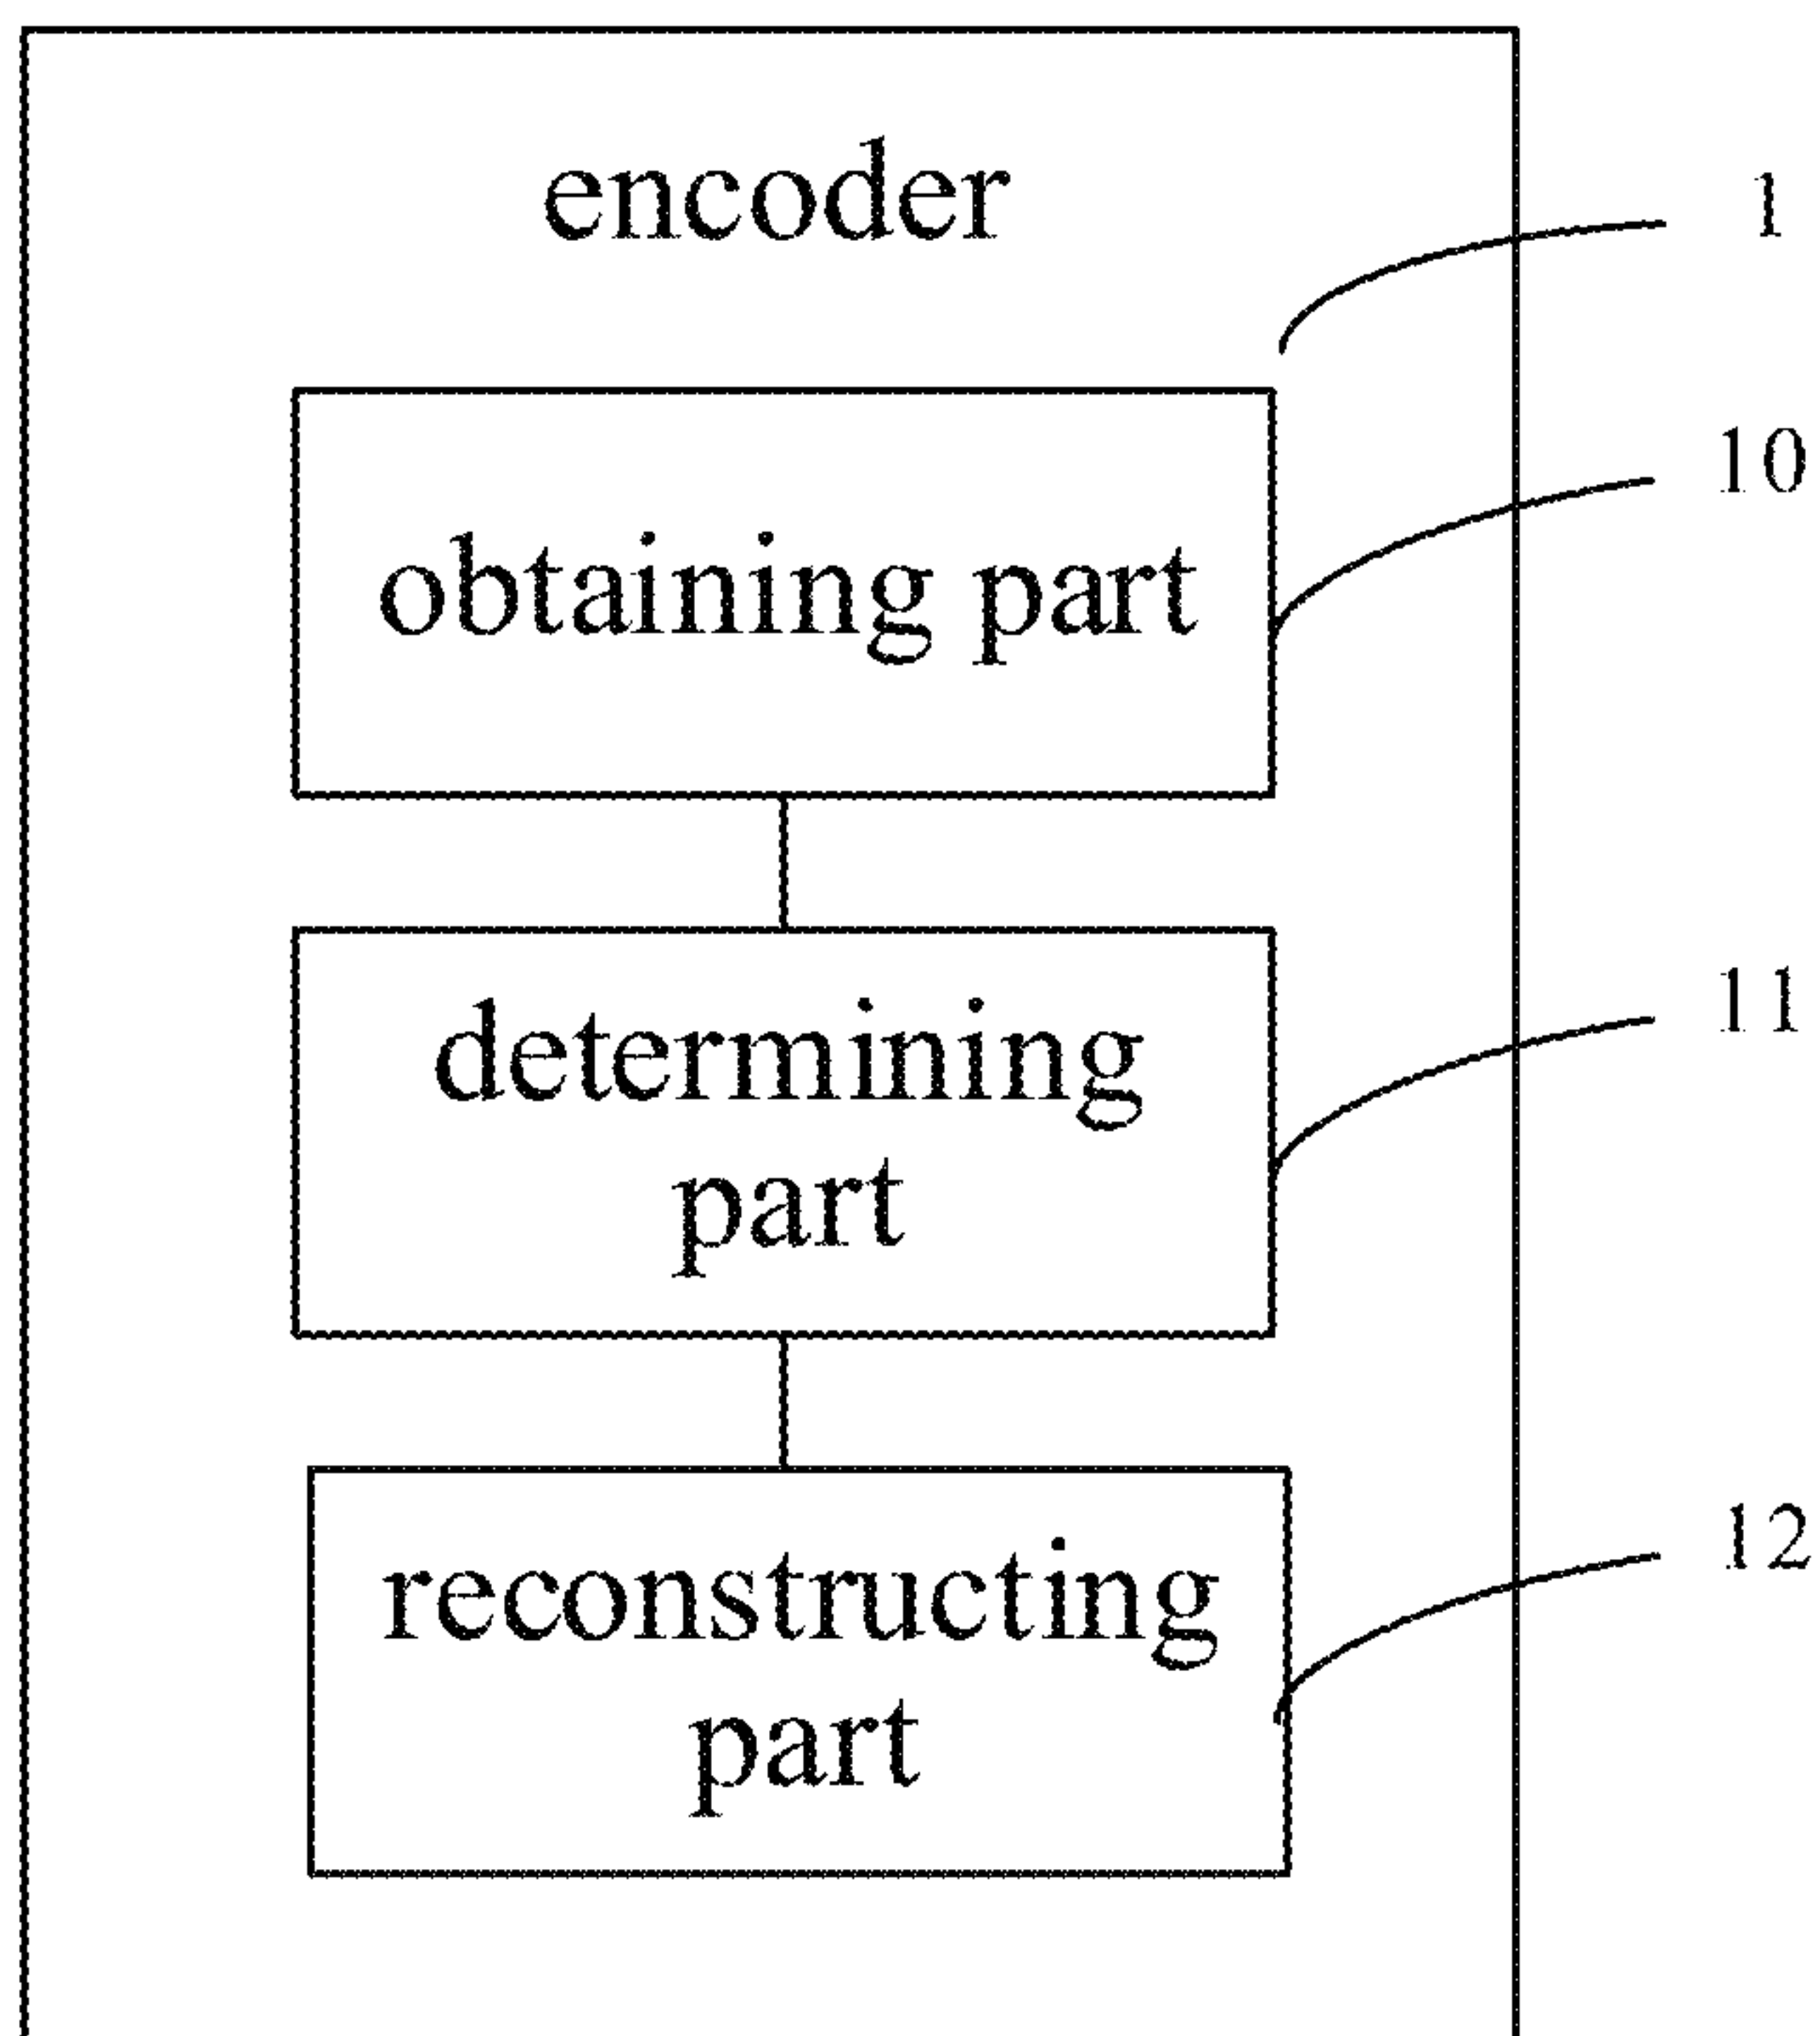 encoder
1
10
obtaining part
11
determining
part
12
reconstructing
part